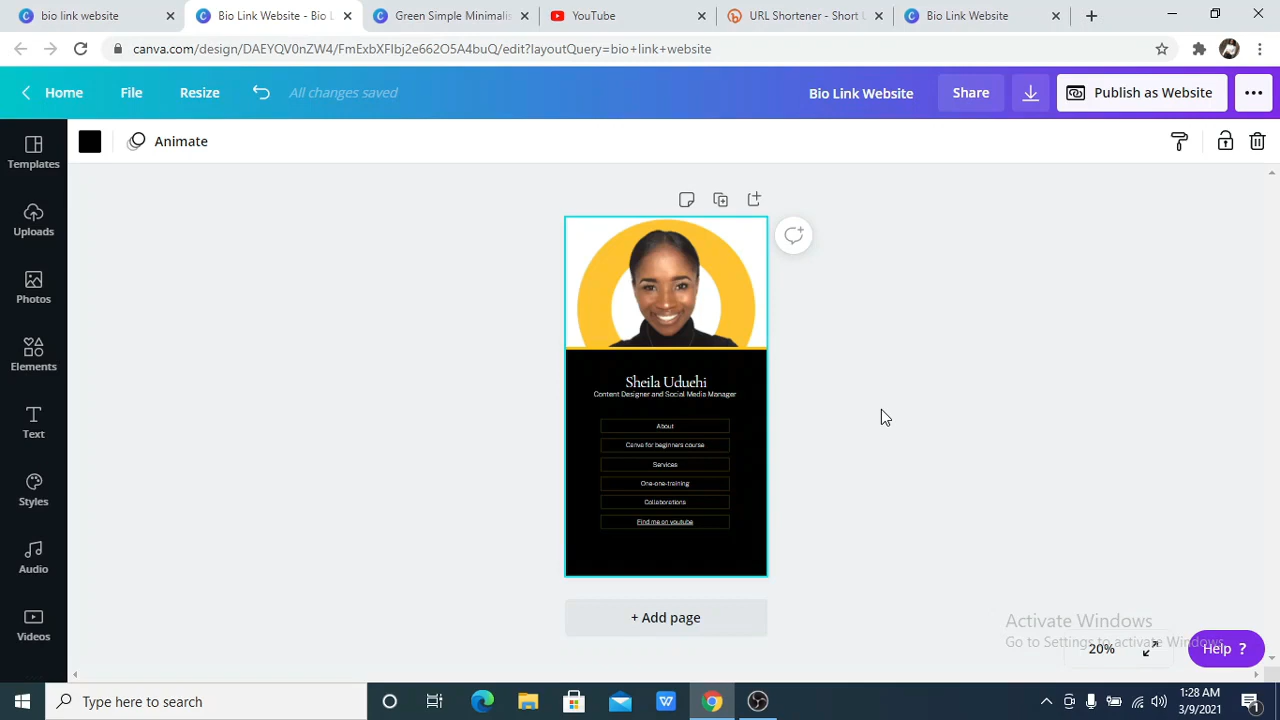 bio link website
Bio Link Website - Bio L
Green Simple Minimalis
YouTube
URL Shortener - Short L
Bio Link Website
canva.com/design/DAEYQV0nZW4/FmExbXFlbj2e662O5A4buQ/edit?layoutQuery=bio+link+website
Home
File
Resize
All changes saved
Bio Link Website
Share
Publish as Website
Animate
Templates
Uploads
Photos
Elements
Text
Styles
Audio
Videos
Sheila Uduehi
Content Designer and Social Media Manager
About
Canva for beginners course
Services
One-one-training
Collaborations
Find me on youtube
+ Add page
Activate Windows
Go to Settings to activate Windows.
20%
Help ?
Type here to search
1:28 AM
3/9/2021